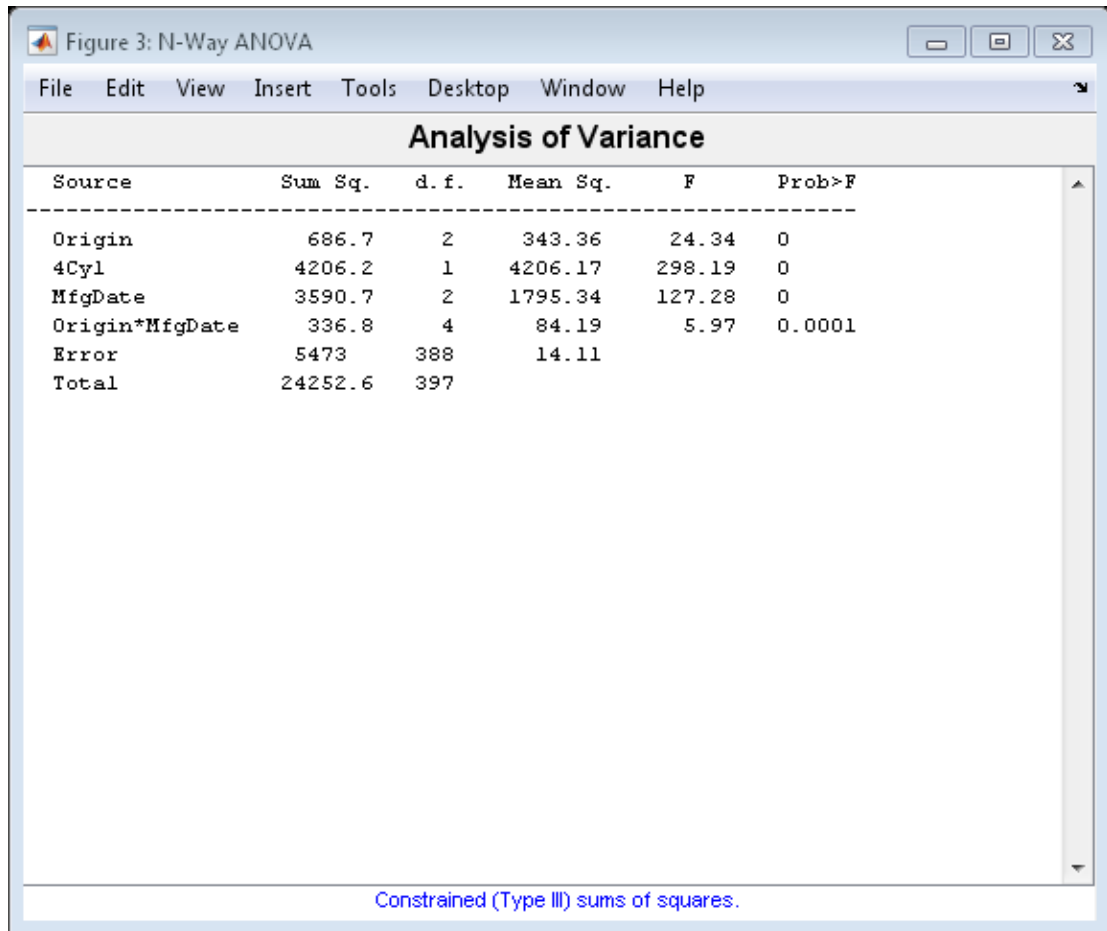 Figure 3: N-Way ANOVA
File Edit View Insert Tools Desktop Window Help
Analysis of Variance
Source Sum Sq. d.f. Mean Sq. F Prob>F
Origin 686.7 2 343.36 24.34 0
4Cyl 4206.2 1 4206.17 298.19 0
MfgDate 3590.7 2 1795.34 127.28 0
Origin*MfgDate 336.8 4 84.19 5.97 0.0001
Error 5473 388 14.11
Total 24252.6 397
Constrained (Type III) sums of squares.